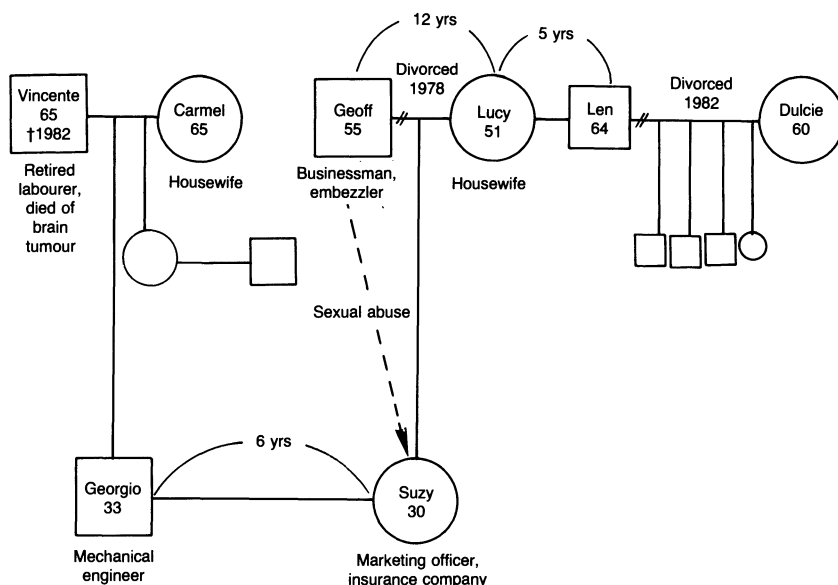 12 yrs
5 yrs
Divorced
1978
Divorced
1982
Vincente
65
†1982
Carmel
65
Geoff
55
Lucy
51
Len
64
Dulcie
60
Retired
labourer,
died of
brain
tumour
Housewife
Businessman,
embezzler
Housewife
Sexual abuse
6 yrs
Georgio
33
Suzy
30
Mechanical
engineer
Marketing officer,
insurance company